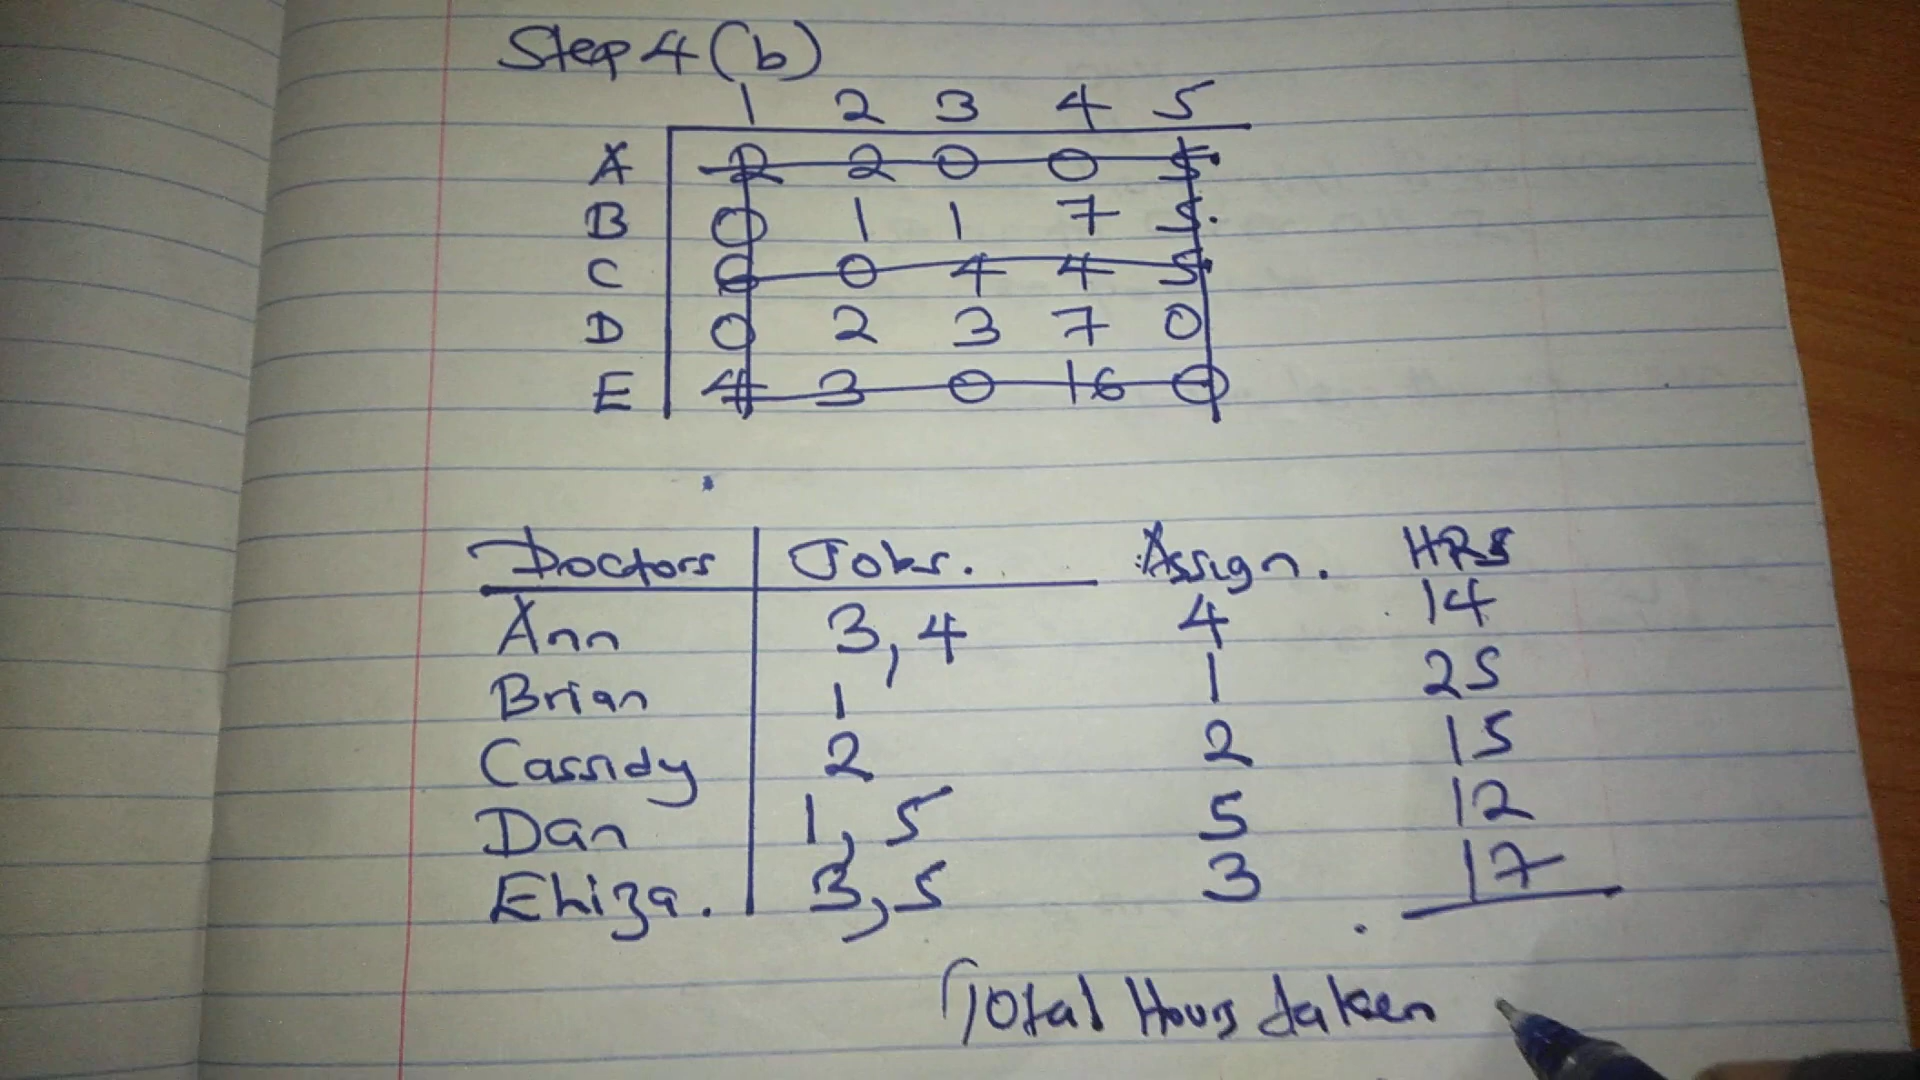 Step 4 (b)
1 2 3 4 5
A 2 2 0 0 5
B 0 1 1 7 5
C 0 0 4 4 5
D 0 2 3 7 0
E 4 3 0 16 0
Doctors Jobs. Assign. HRS
Ann 3, 4 4 14
Brian 1 1 25
Cassidy 2 2 15
Dan 1, 5 5 12
Eliza. 3, 5 3 17
Total Hours taken